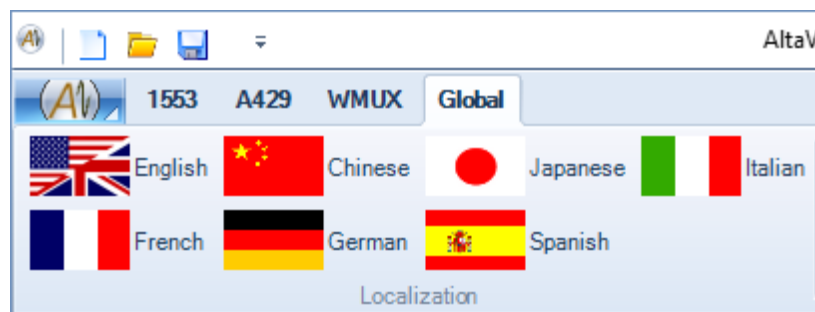 AltaV
1553 A429 WMUX Global
English Chinese Japanese Italian
French German Spanish
Localization